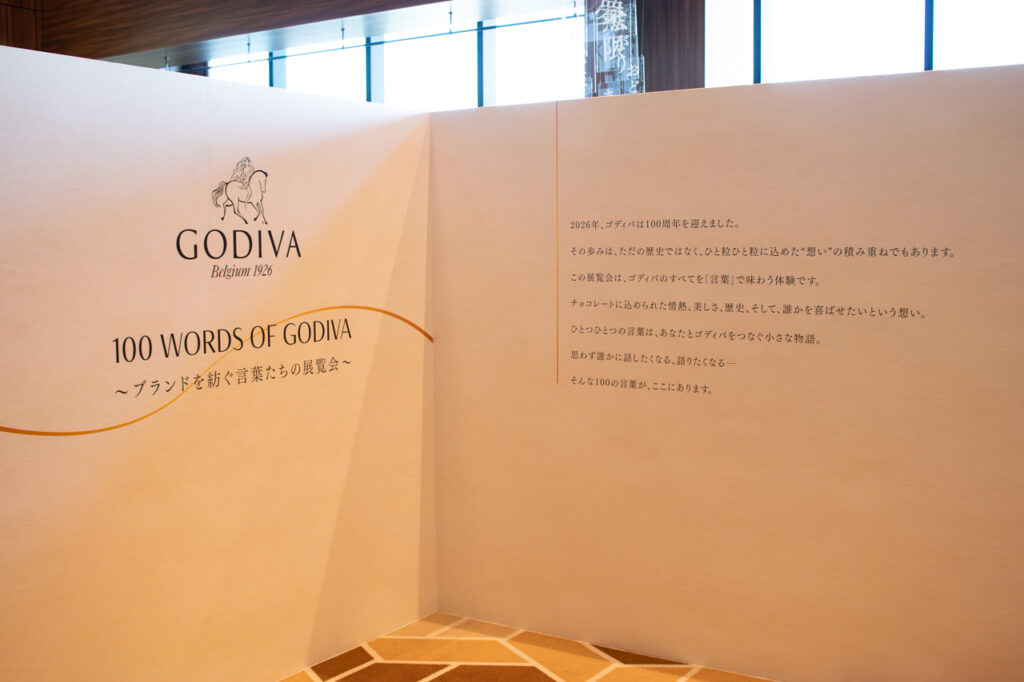 GODIVA
Belgium 1926
100 WORDS OF GODIVA
～ブランドを紡ぐ言葉たちの展覧会～
2026年、ゴディバは100周年を迎えました。
その歩みは、ただの歴史ではなく、ひと粒ひと粒に込めた“想い”の積み重ねでもあります。
この展覧会は、ゴディバのすべてを「言葉」で味わう体験です。
チョコレートに込められた情熱、美しさ、歴史、そして、誰かを喜ばせたいという想い。
ひとつひとつの言葉は、あなたとゴディバをつなぐ小さな物語。
思わず誰かに話したくなる、語りたくなる―
そんな100の言葉が、ここにあります。